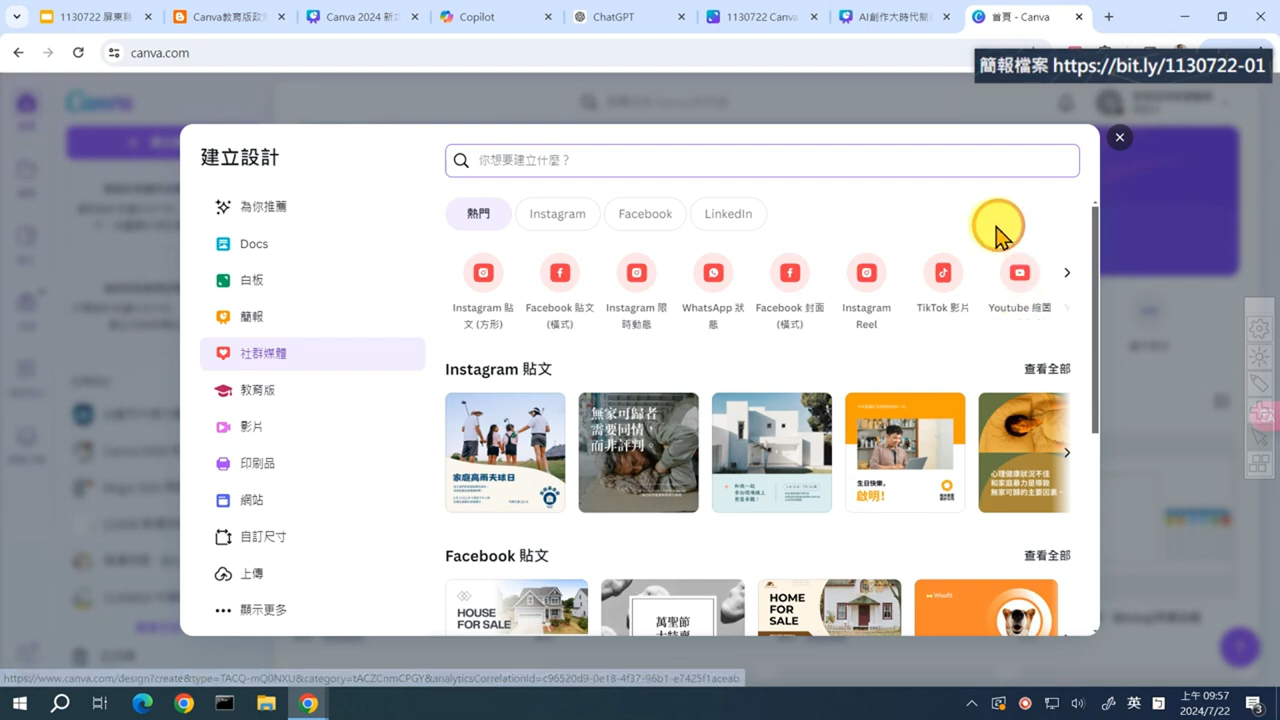 1130722 屏東縣
Canva教育版政
Canva 2024 新功
Copilot
ChatGPT
1130722 Canva
AI創作大時代簡
首頁 - Canva
canva.com
簡報檔案 https://bit.ly/1130722-01
Canva
建立設計
你想要建立什麼？
為你推薦
Docs
白板
簡報
社群媒體
教育版
影片
印刷品
網站
自訂尺寸
上傳
顯示更多
熱門
Instagram
Facebook
LinkedIn
Instagram 貼文 (方形)
Facebook 貼文 (橫式)
Instagram 限時動態
WhatsApp 狀態
Facebook 封面 (橫式)
Instagram Reel
TikTok 影片
Youtube 縮圖
Instagram 貼文
查看全部
家庭高爾夫球日
無家可歸者
需要同情，
而非評判。
生日快樂，
啟明！
心理健康狀況不佳
和家庭暴力是導致
無家可歸的主要因素。
Facebook 貼文
查看全部
HOUSE
FOR SALE
萬聖節
大特賣
HOME
FOR
SALE
Woofit
https://www.canva.com/design?create&type=TACQ-mQ0NXU&category=tACZCnmCPGY&analyticsCorrelationId=c96520d9-0e18-4f37-96b1-e7425f1aceab
英
上午 09:57
2024/7/22
3